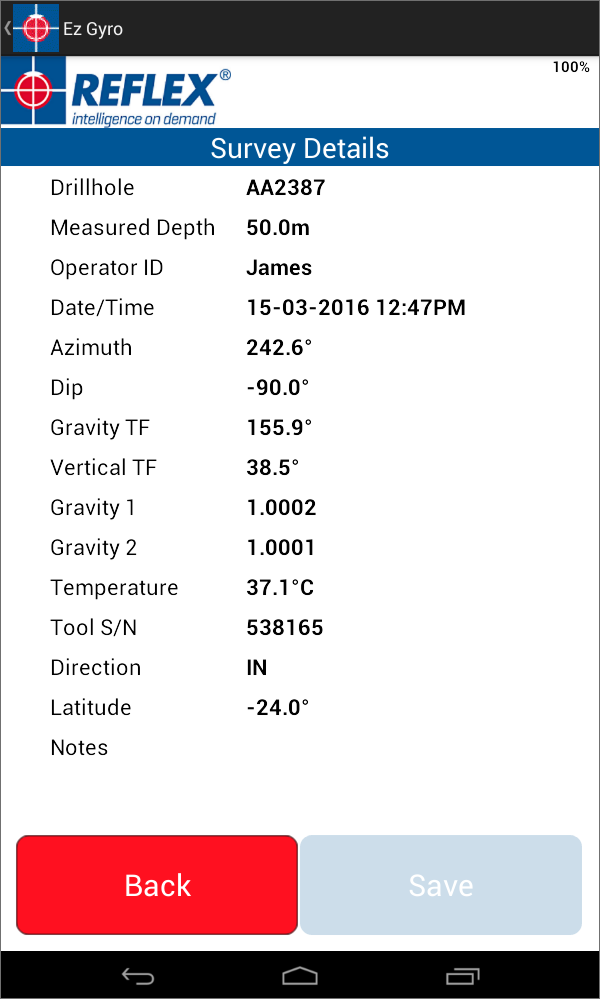 Ez Gyro
100%
REFLEX®
intelligence on demand
Survey Details
Drillhole AA2387
Measured Depth 50.0m
Operator ID James
Date/Time 15-03-2016 12:47PM
Azimuth 242.6°
Dip -90.0°
Gravity TF 155.9°
Vertical TF 38.5°
Gravity 1 1.0002
Gravity 2 1.0001
Temperature 37.1°C
Tool S/N 538165
Direction IN
Latitude -24.0°
Notes
Back Save